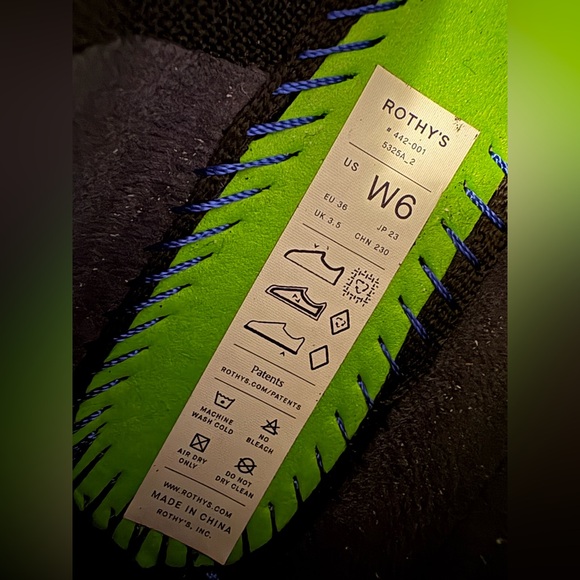 ROTHY'S
# 442-001
5325A_2
US W6
EU 36 JP 23
UK 3.5 CHN 230
Patents
ROTHYS.COM/PATENTS
MACHINE
WASH COLD
NO
BLEACH
AIR DRY
ONLY
DO NOT
DRY CLEAN
WWW.ROTHYS.COM
MADE IN CHINA
ROTHY'S, INC.